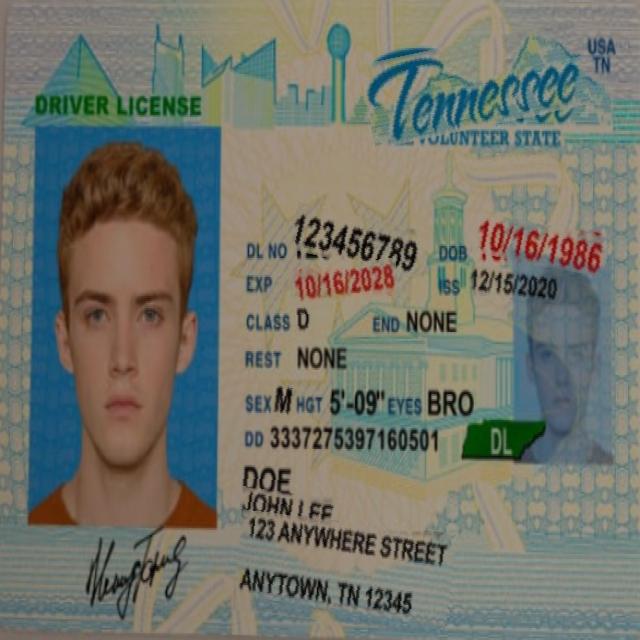 USA
TN
Tennessee
VOLUNTEER STATE
DRIVER LICENSE
DL NO 123456789 DOB 10/16/1986
EXP 10/16/2028 ISS 12/15/2020
CLASS D END NONE
REST NONE
SEX M HGT 5'-09" EYES BRO
DD 3337275397160501
DL
DOE
JOHN LEE
123 ANYWHERE STREET
ANYTOWN, TN 12345